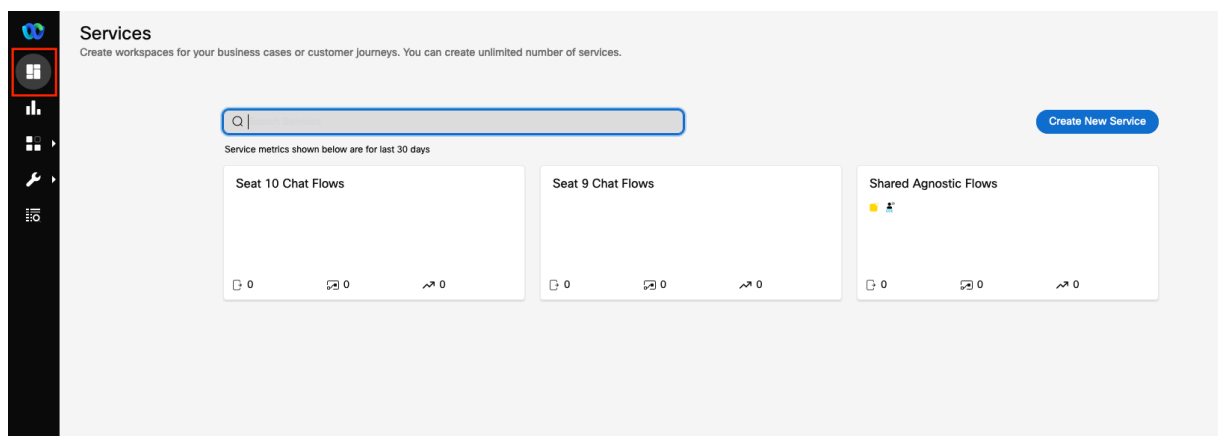 Services
Create workspaces for your business cases or customer journeys. You can create unlimited number of services.
Create New Service
Service metrics shown below are for last 30 days
Seat 10 Chat Flows
0 0 0
Seat 9 Chat Flows
0 0 0
Shared Agnostic Flows
0 0 0